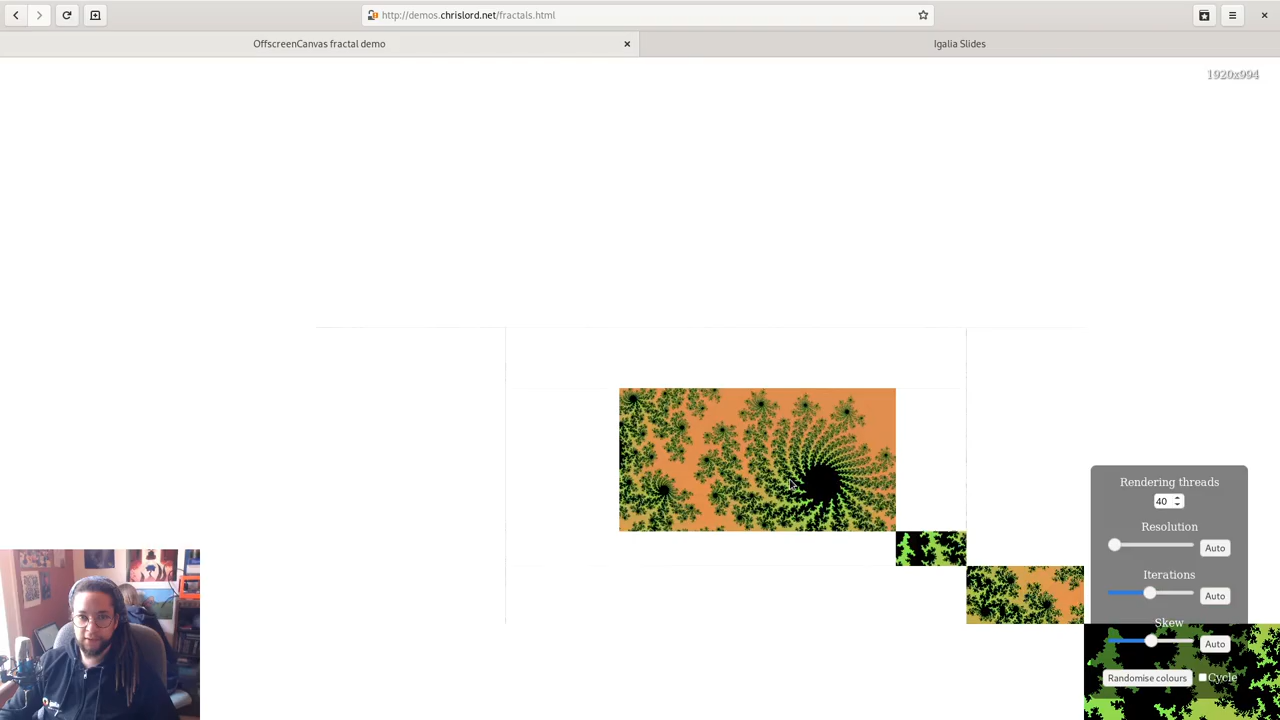 http://demos.chrislord.net/fractals.html
OffscreenCanvas fractal demo
Igalia Slides
1920x994
Rendering threads
40
Resolution
Auto
Iterations
Auto
Skew
Auto
Randomise colours
Cycle